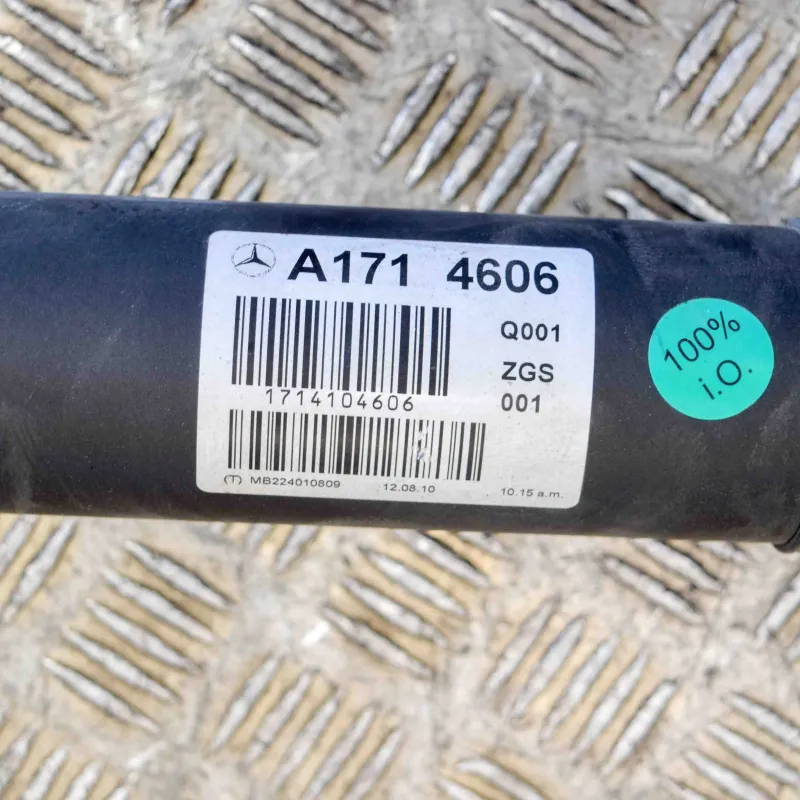 A171 4606
Q001
ZGS
001
1714104606
(T) MB224010809 12.08.10 10.15 a.m.
100%
i.O.